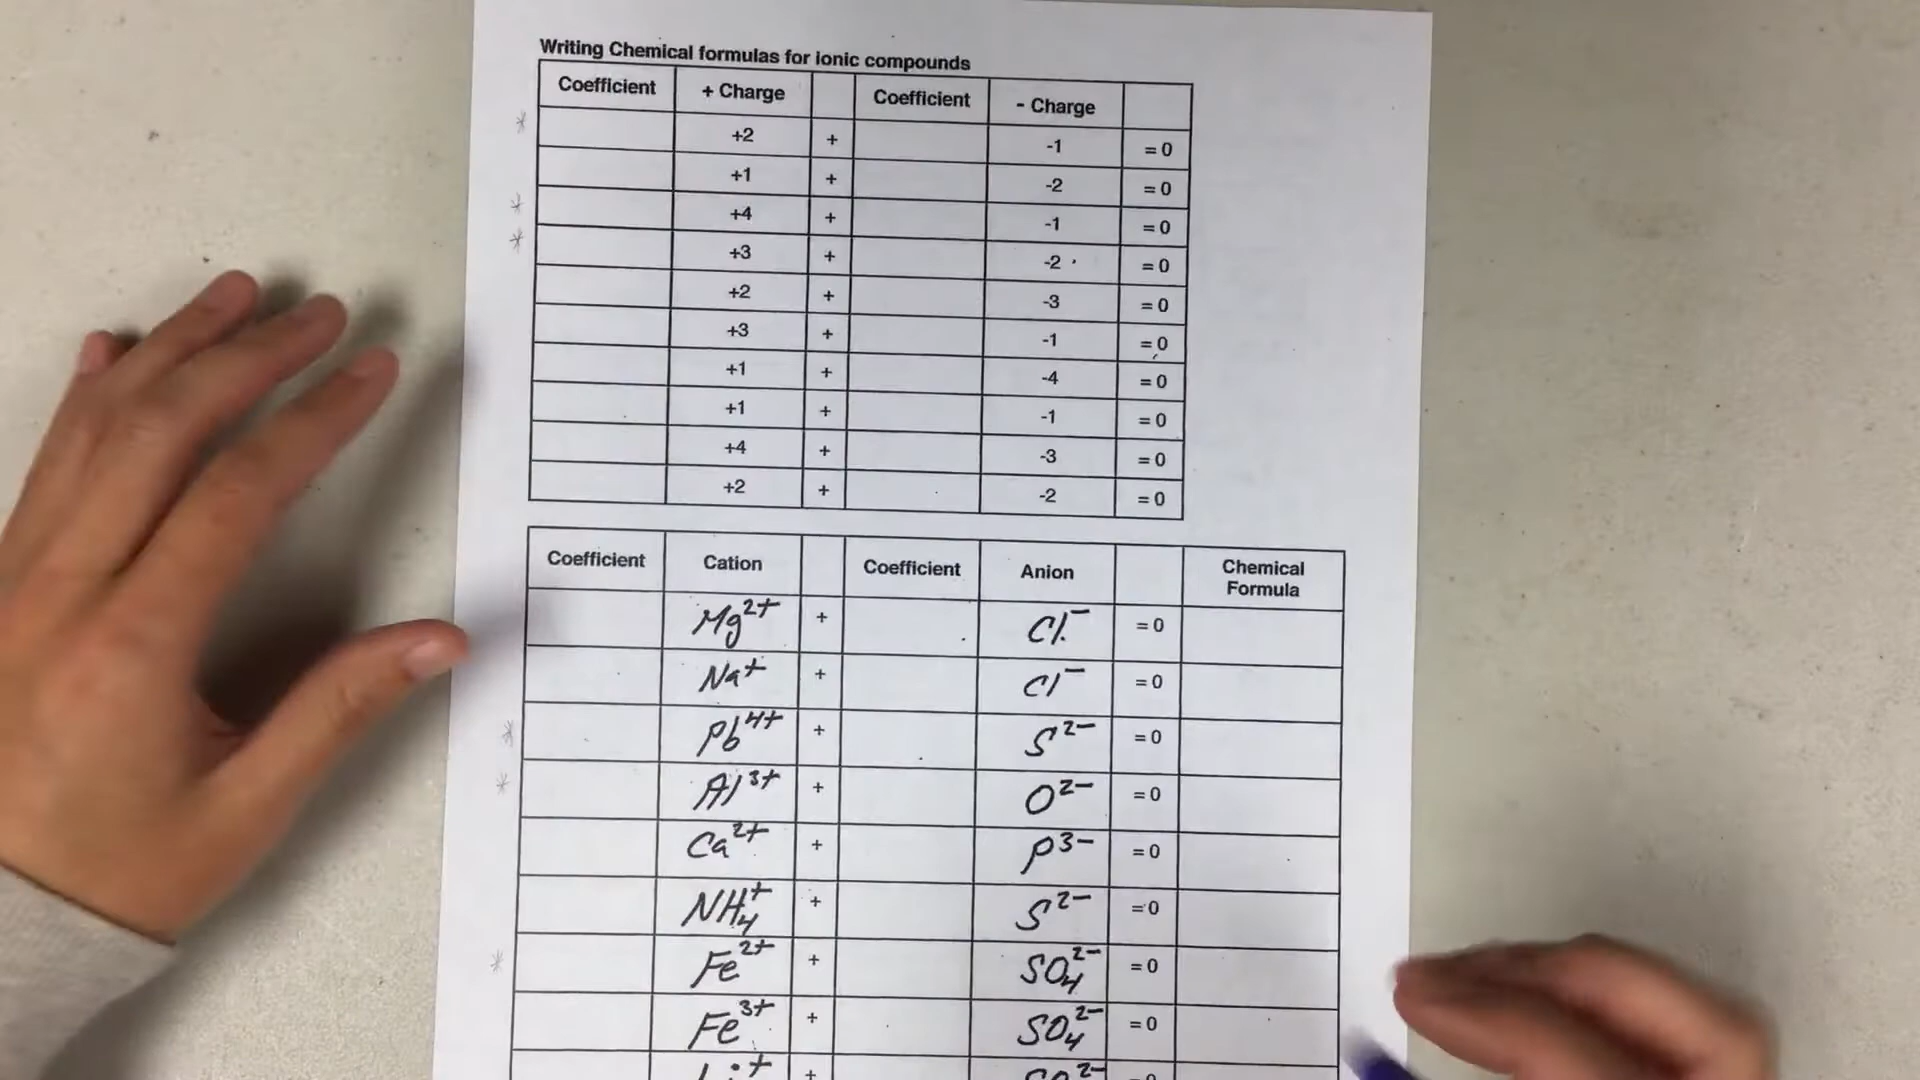 Writing Chemical formulas for ionic compounds
Coefficient + Charge Coefficient - Charge
* +2 + -1 = 0
+1 + -2 = 0
* +4 + -1 = 0
* +3 + -2 = 0
+2 + -3 = 0
+3 + -1 = 0
+1 + -4 = 0
+1 + -1 = 0
+4 + -3 = 0
+2 + -2 = 0
Coefficient Cation Coefficient Anion Chemical Formula
Mg²⁺ + Cl⁻ = 0
Na⁺ + Cl⁻ = 0
* Pb⁴⁺ + S²⁻ = 0
* Al³⁺ + O²⁻ = 0
Ca²⁺ + P³⁻ = 0
NH₄⁺ + S²⁻ = 0
* Fe²⁺ + SO₄²⁻ = 0
Fe³⁺ + SO₄²⁻ = 0